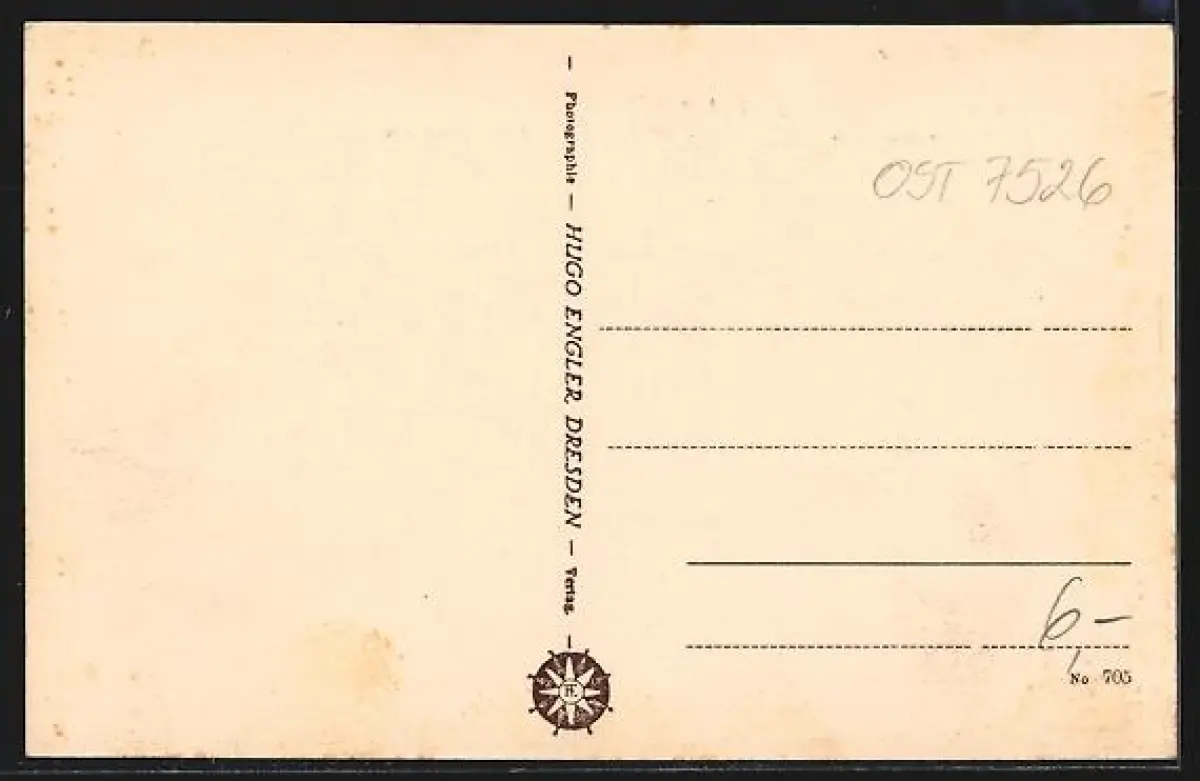 – Photographie – HUGO ENGLER DRESDEN – Verlag. –
OST 7526
6,–
No 705